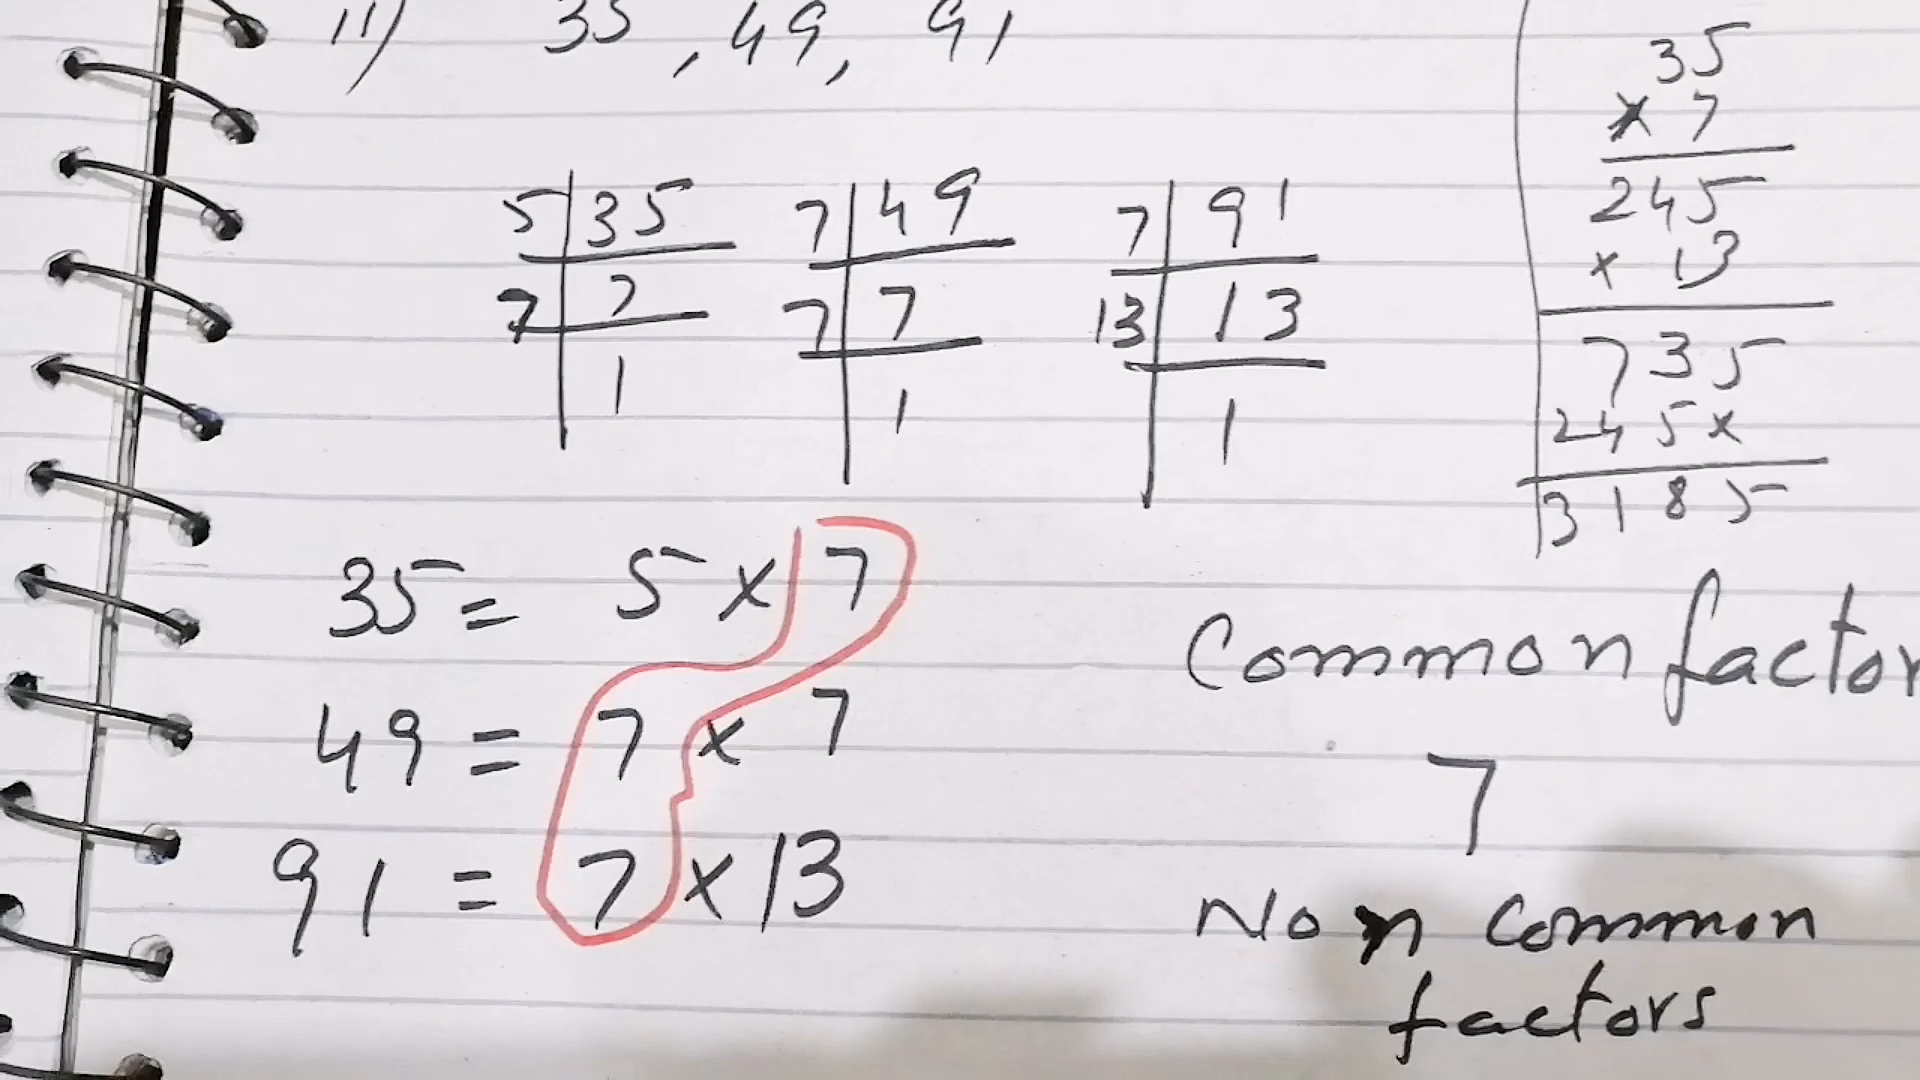 ii) 35, 49, 91
5 | 35
7 | 7
1
7 | 49
7 | 7
1
7 | 91
13 | 13
1
35
× 7
245
× 13
735
245×
3185
35 = 5 × 7
49 = 7 × 7
91 = 7 × 13
Common factor
7
Non common
factors